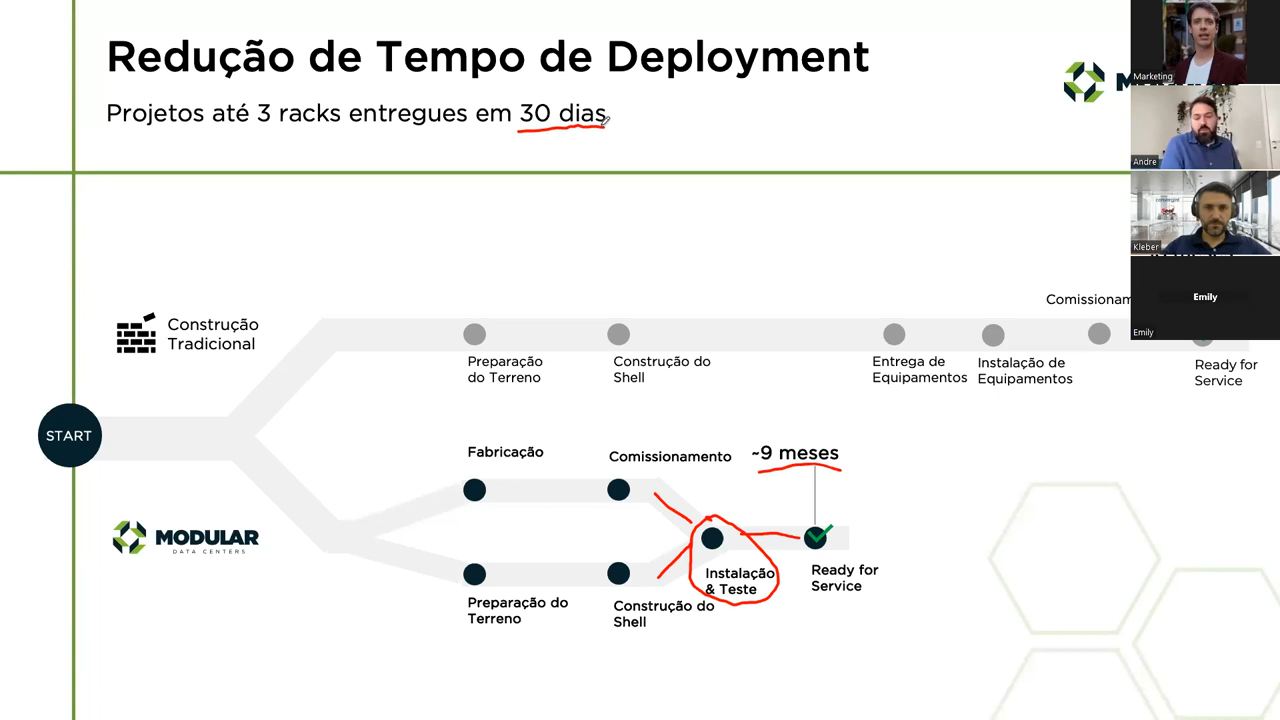 Redução de Tempo de Deployment
Projetos até 3 racks entregues em 30 dias
Marketing
Andre
Kleber
Emily
Emily
Construção
Tradicional
Preparação
do Terreno
Construção do
Shell
Entrega de
Equipamentos
Instalação de
Equipamentos
Comissionam
Ready for
Service
START
MODULAR
DATA CENTERS
Fabricação
Comissionamento
~9 meses
Preparação do
Terreno
Construção do
Shell
Instalação
& Teste
Ready for
Service